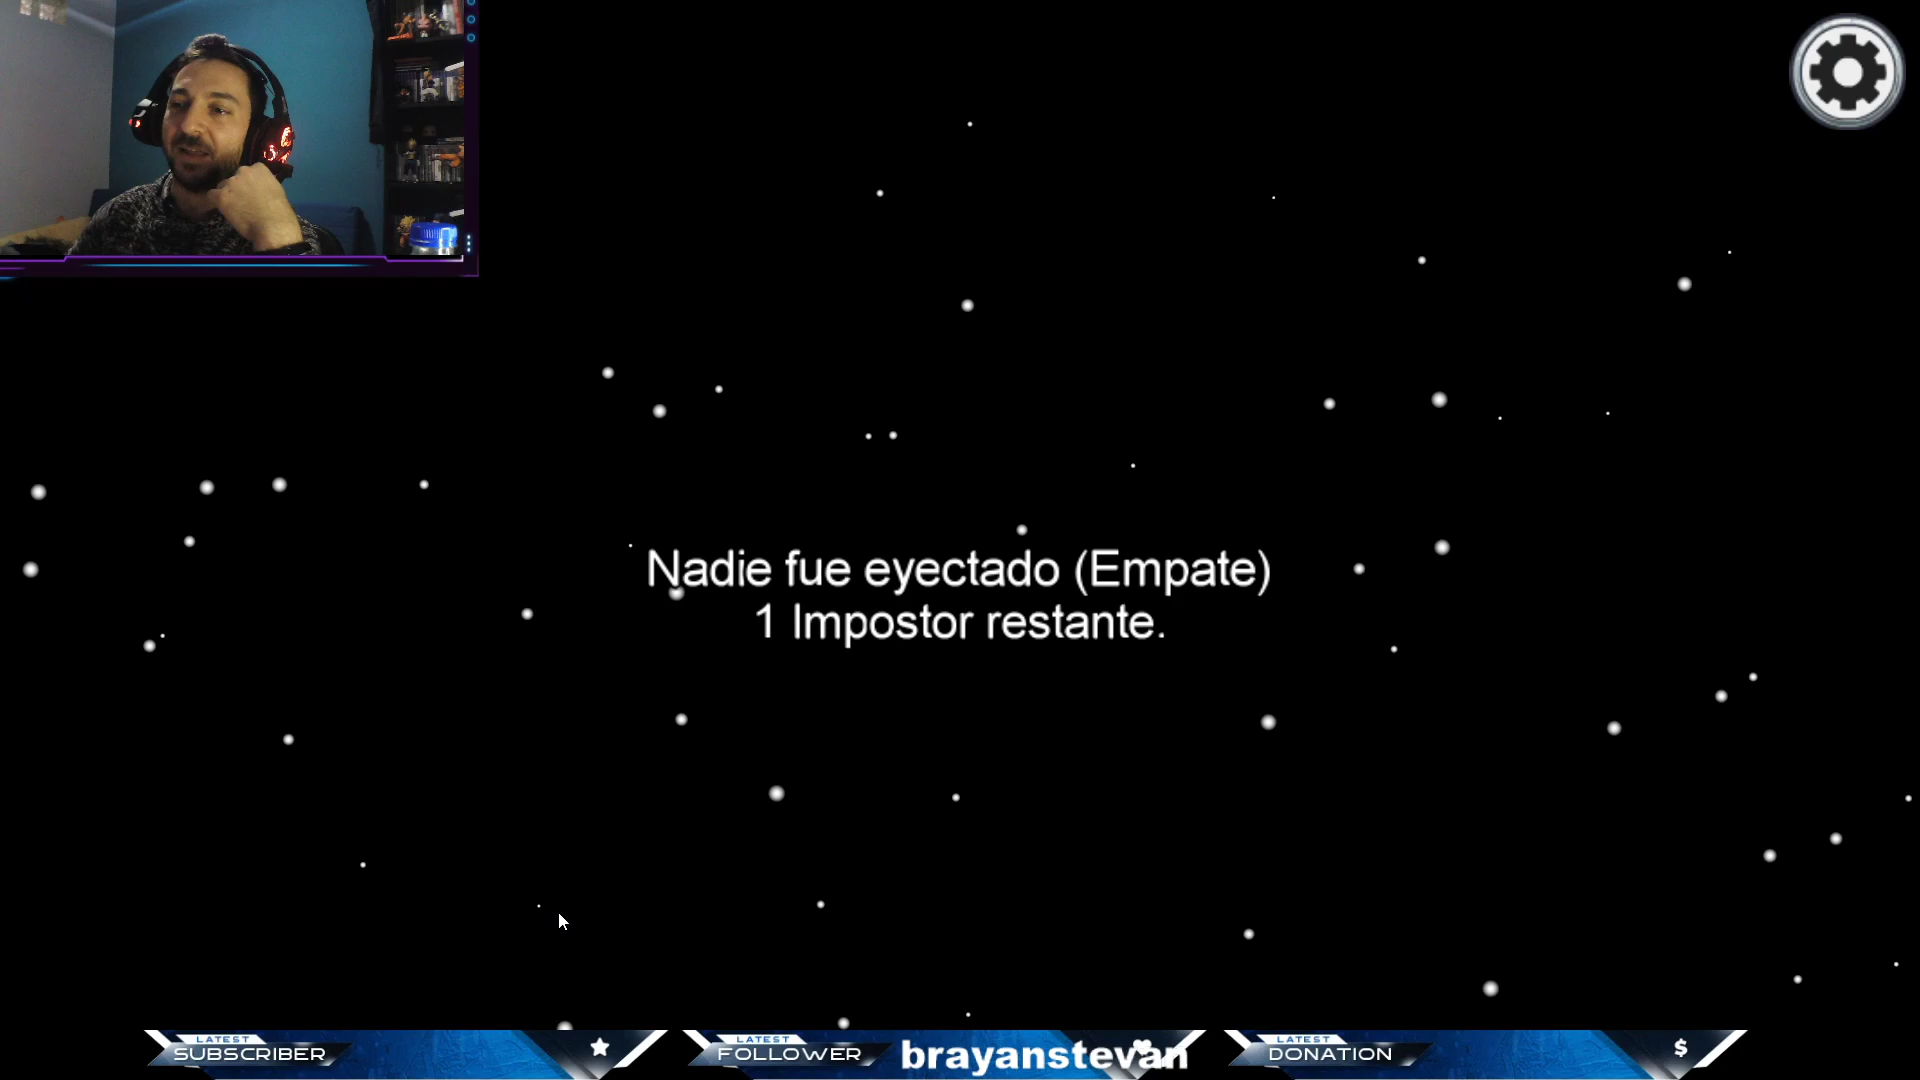 Nadie fue eyectado (Empate)
1 Impostor restante.
LATEST
SUBSCRIBER
LATEST
FOLLOWER
brayanstevan
LATEST
DONATION
$